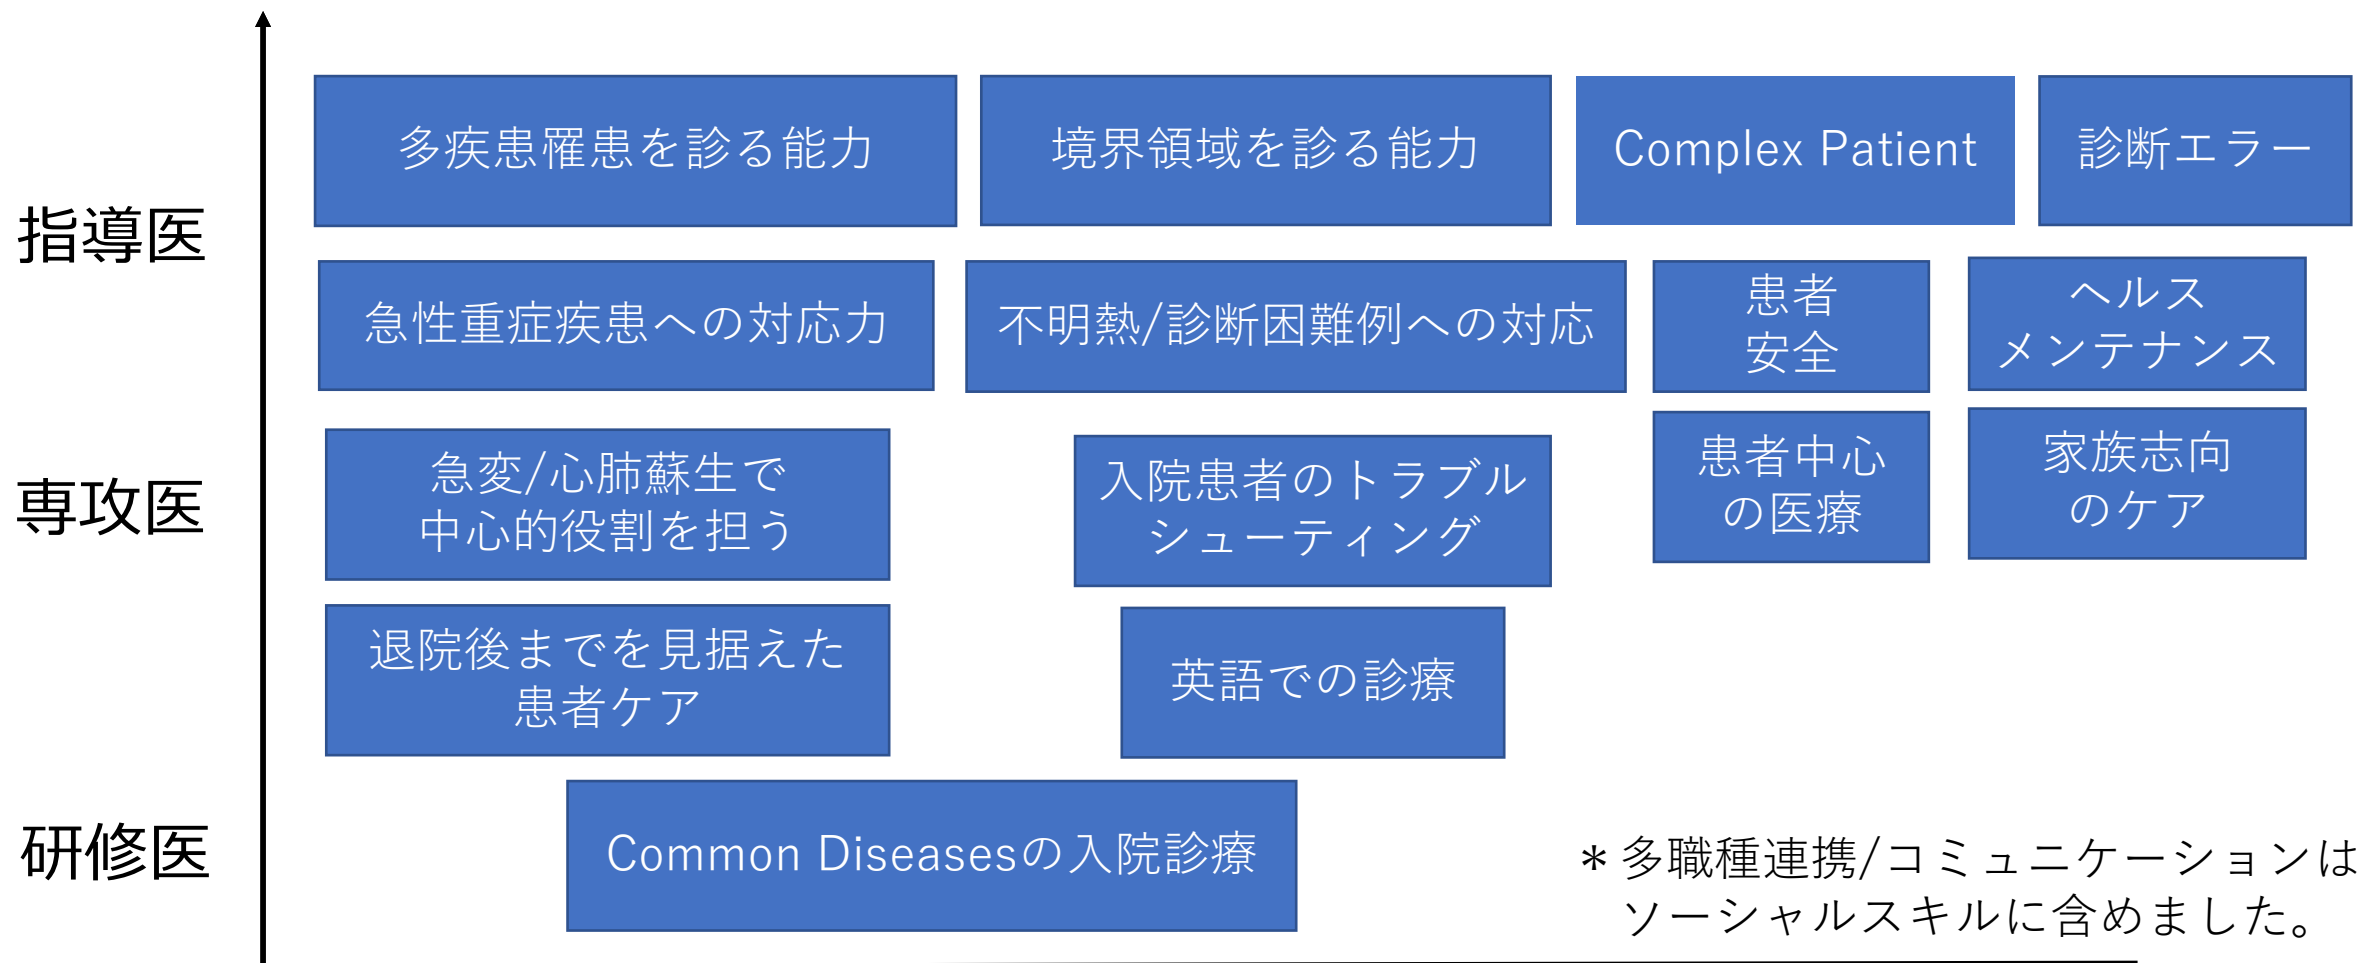 多疾患罹患を診る能力
境界領域を診る能力
Complex Patient
診断エラー
指導医
急性重症疾患への対応力
不明熱/診断困難例への対応
患者
安全
ヘルス
メンテナンス
専攻医
急変/心肺蘇生で
中心的役割を担う
入院患者のトラブル
シューティング
患者中心
の医療
家族志向
のケア
退院後までを見据えた
患者ケア
英語での診療
研修医
Common Diseasesの入院診療
＊多職種連携/コミュニケーションは
ソーシャルスキルに含めました。